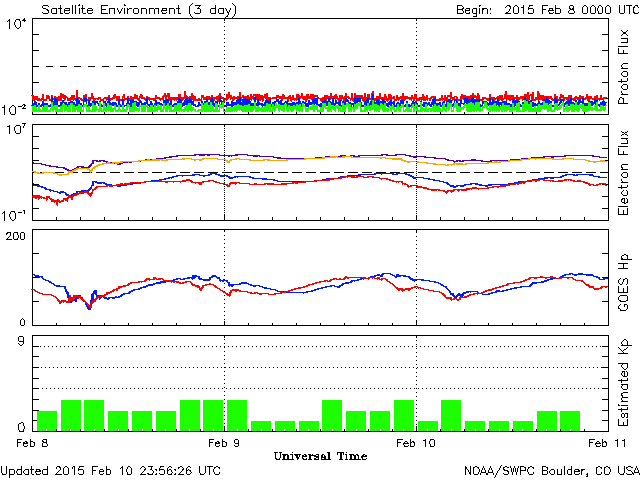 Satellite Environment (3 day)
Begin: 2015 Feb 8 0000 UTC
10^4
10^-2
Proton Flux
10^7
10^-1
Electron Flux
200
0
GOES Hp
9
0
Estimated Kp
Feb 8
Feb 9
Feb 10
Feb 11
Universal Time
Updated 2015 Feb 10 23:56:26 UTC
NOAA/SWPC Boulder, CO USA